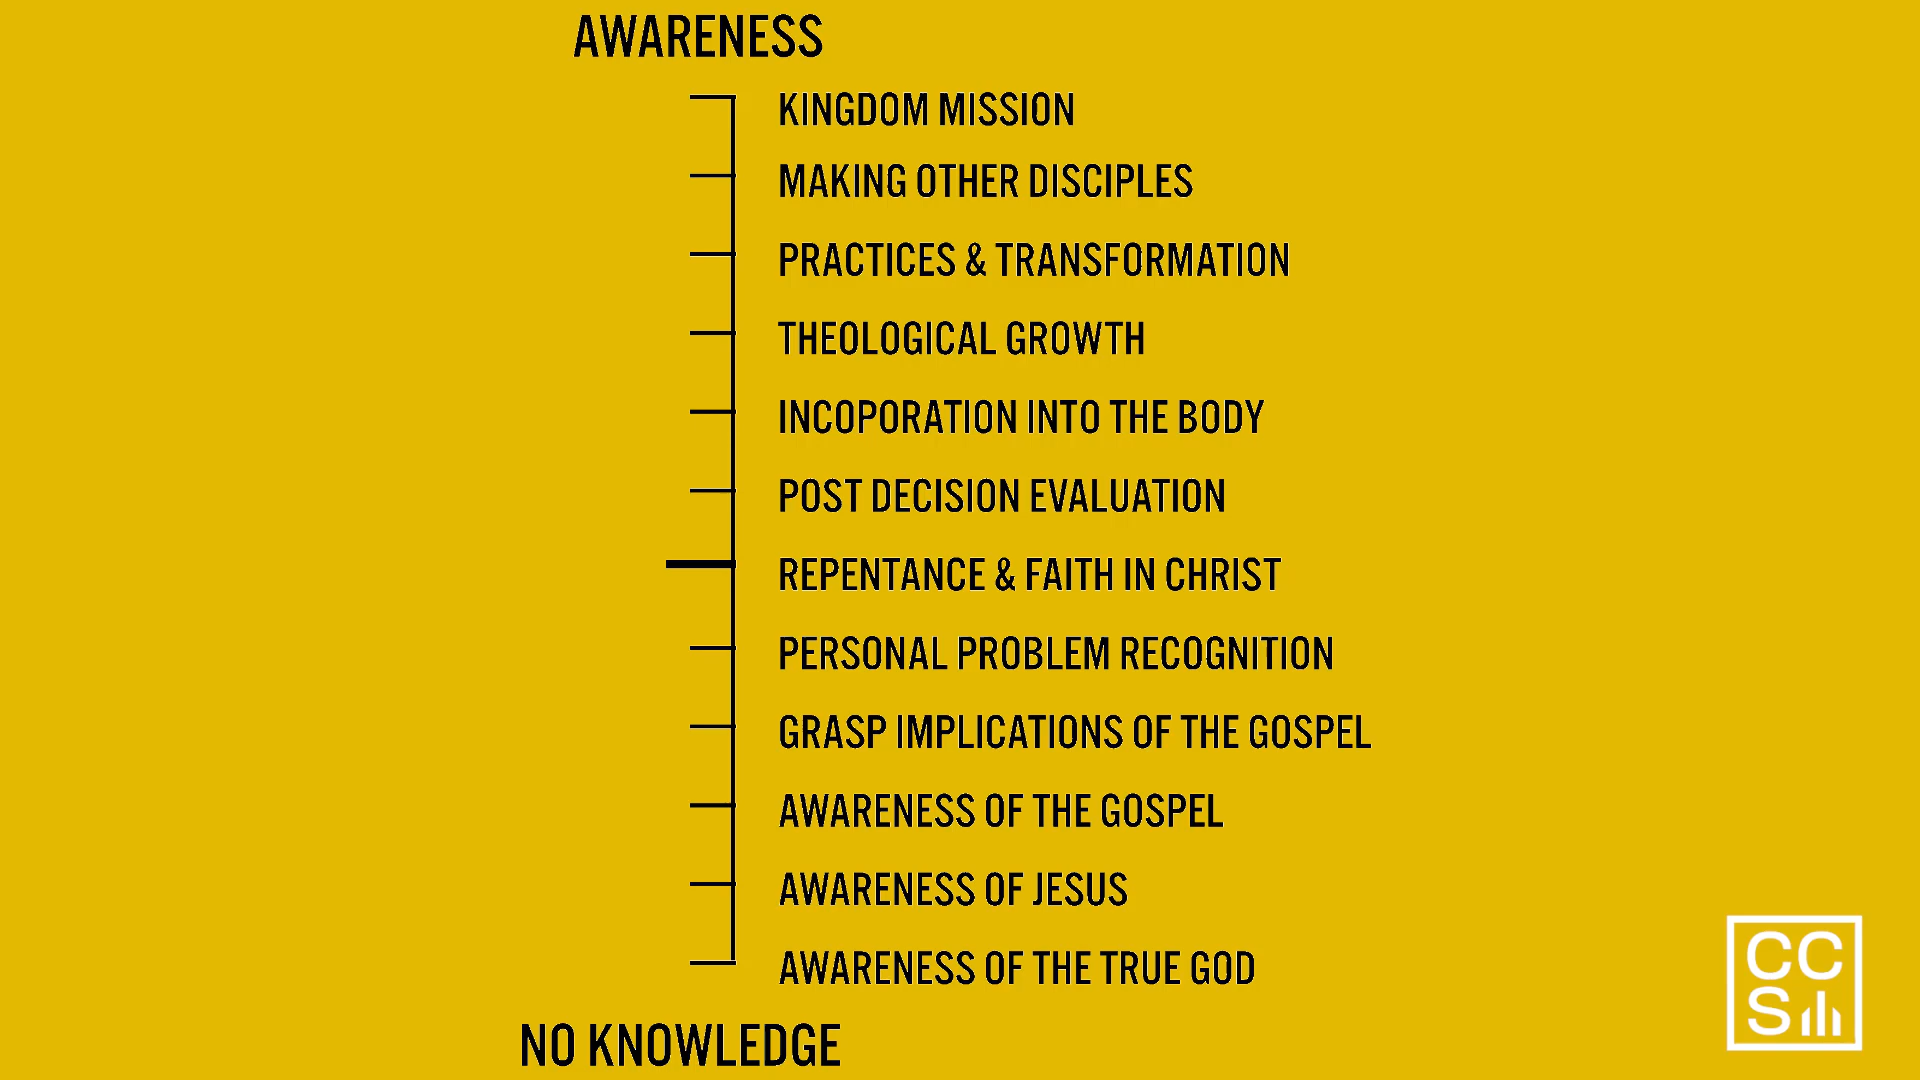 AWARENESS
KINGDOM MISSION
MAKING OTHER DISCIPLES
PRACTICES & TRANSFORMATION
THEOLOGICAL GROWTH
INCOPORATION INTO THE BODY
POST DECISION EVALUATION
REPENTANCE & FAITH IN CHRIST
PERSONAL PROBLEM RECOGNITION
GRASP IMPLICATIONS OF THE GOSPEL
AWARENESS OF THE GOSPEL
AWARENESS OF JESUS
AWARENESS OF THE TRUE GOD
NO KNOWLEDGE
CC
S